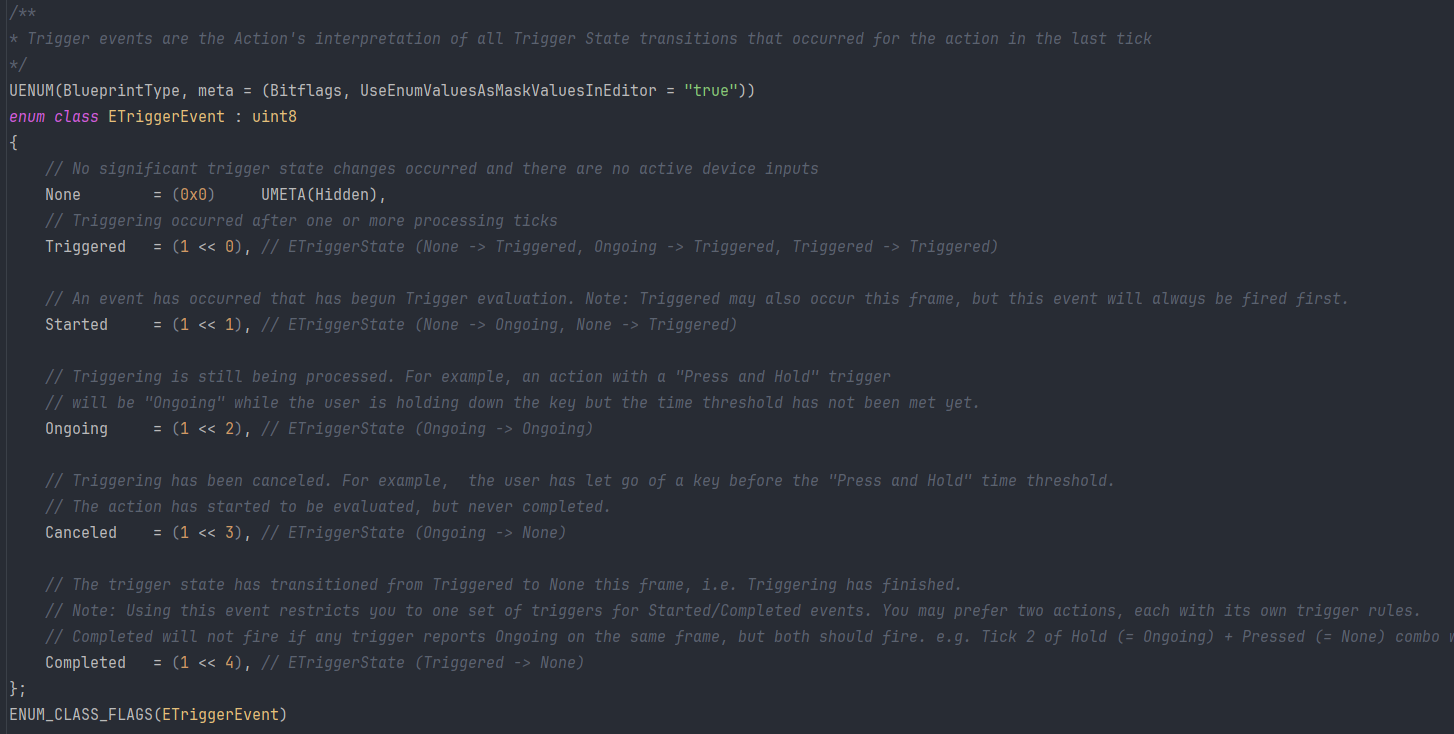 /**
* Trigger events are the Action's interpretation of all Trigger State transitions that occurred for the action in the last tick
*/
UENUM(BlueprintType, meta = (Bitflags, UseEnumValuesAsMaskValuesInEditor = "true"))
enum class ETriggerEvent : uint8
{
    // No significant trigger state changes occurred and there are no active device inputs
    None        = (0x0)     UMETA(Hidden),
    // Triggering occurred after one or more processing ticks
    Triggered   = (1 << 0), // ETriggerState (None -> Triggered, Ongoing -> Triggered, Triggered -> Triggered)
    // An event has occurred that has begun Trigger evaluation. Note: Triggered may also occur this frame, but this event will always be fired first.
    Started     = (1 << 1), // ETriggerState (None -> Ongoing, None -> Triggered)
    // Triggering is still being processed. For example, an action with a "Press and Hold" trigger
    // will be "Ongoing" while the user is holding down the key but the time threshold has not been met yet.
    Ongoing     = (1 << 2), // ETriggerState (Ongoing -> Ongoing)
    // Triggering has been canceled. For example,  the user has let go of a key before the "Press and Hold" time threshold.
    // The action has started to be evaluated, but never completed.
    Canceled    = (1 << 3), // ETriggerState (Ongoing -> None)
    // The trigger state has transitioned from Triggered to None this frame, i.e. Triggering has finished.
    // Note: Using this event restricts you to one set of triggers for Started/Completed events. You may prefer two actions, each with its own trigger rules.
    // Completed will not fire if any trigger reports Ongoing on the same frame, but both should fire. e.g. Tick 2 of Hold (= Ongoing) + Pressed (= None) combo
    Completed   = (1 << 4), // ETriggerState (Triggered -> None)
};
ENUM_CLASS_FLAGS(ETriggerEvent)